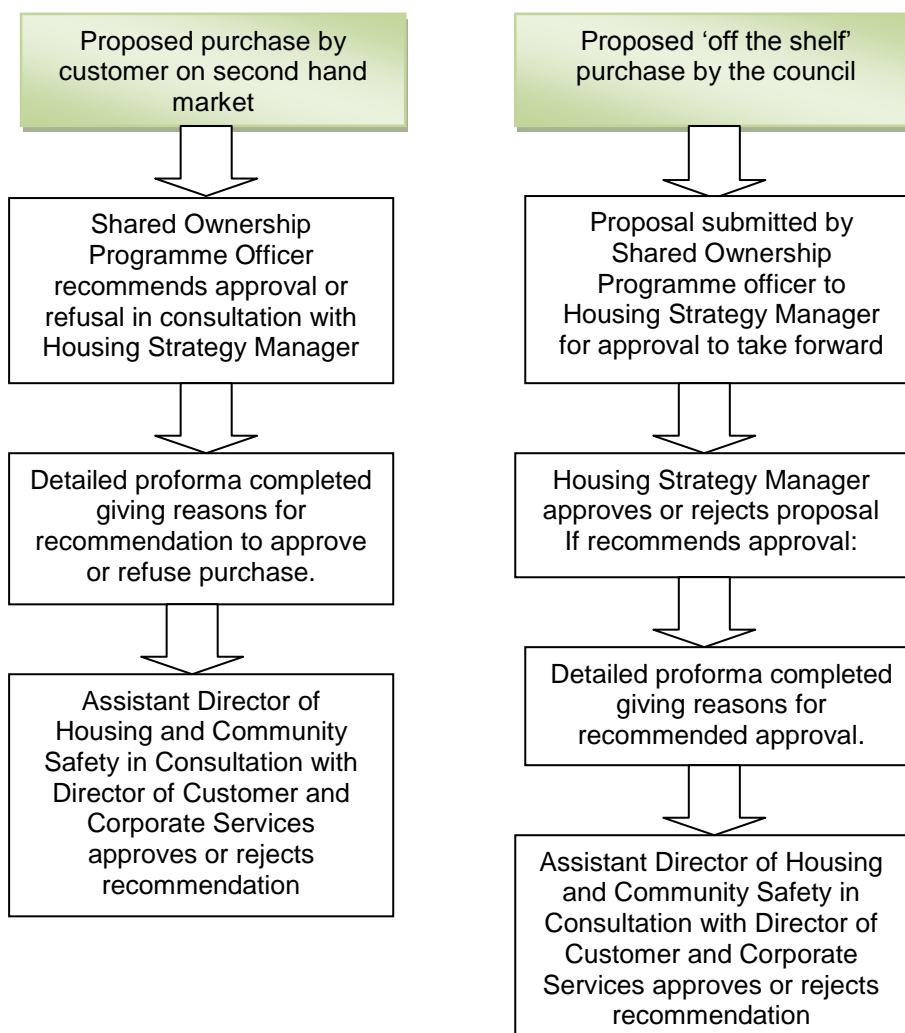 Proposed purchase by
customer on second hand
market
Shared Ownership
Programme Officer
recommends approval or
refusal in consultation with
Housing Strategy Manager
Detailed proforma completed
giving reasons for
recommendation to approve
or refuse purchase.
Assistant Director of
Housing and Community
Safety in Consultation with
Director of Customer and
Corporate Services
approves or rejects
recommendation
Proposed ‘off the shelf’
purchase by the council
Proposal submitted by
Shared Ownership
Programme officer to
Housing Strategy Manager
for approval to take forward
Housing Strategy Manager
approves or rejects proposal
If recommends approval:
Detailed proforma completed
giving reasons for
recommended approval.
Assistant Director of Housing
and Community Safety in
Consultation with Director of
Customer and Corporate
Services approves or rejects
recommendation